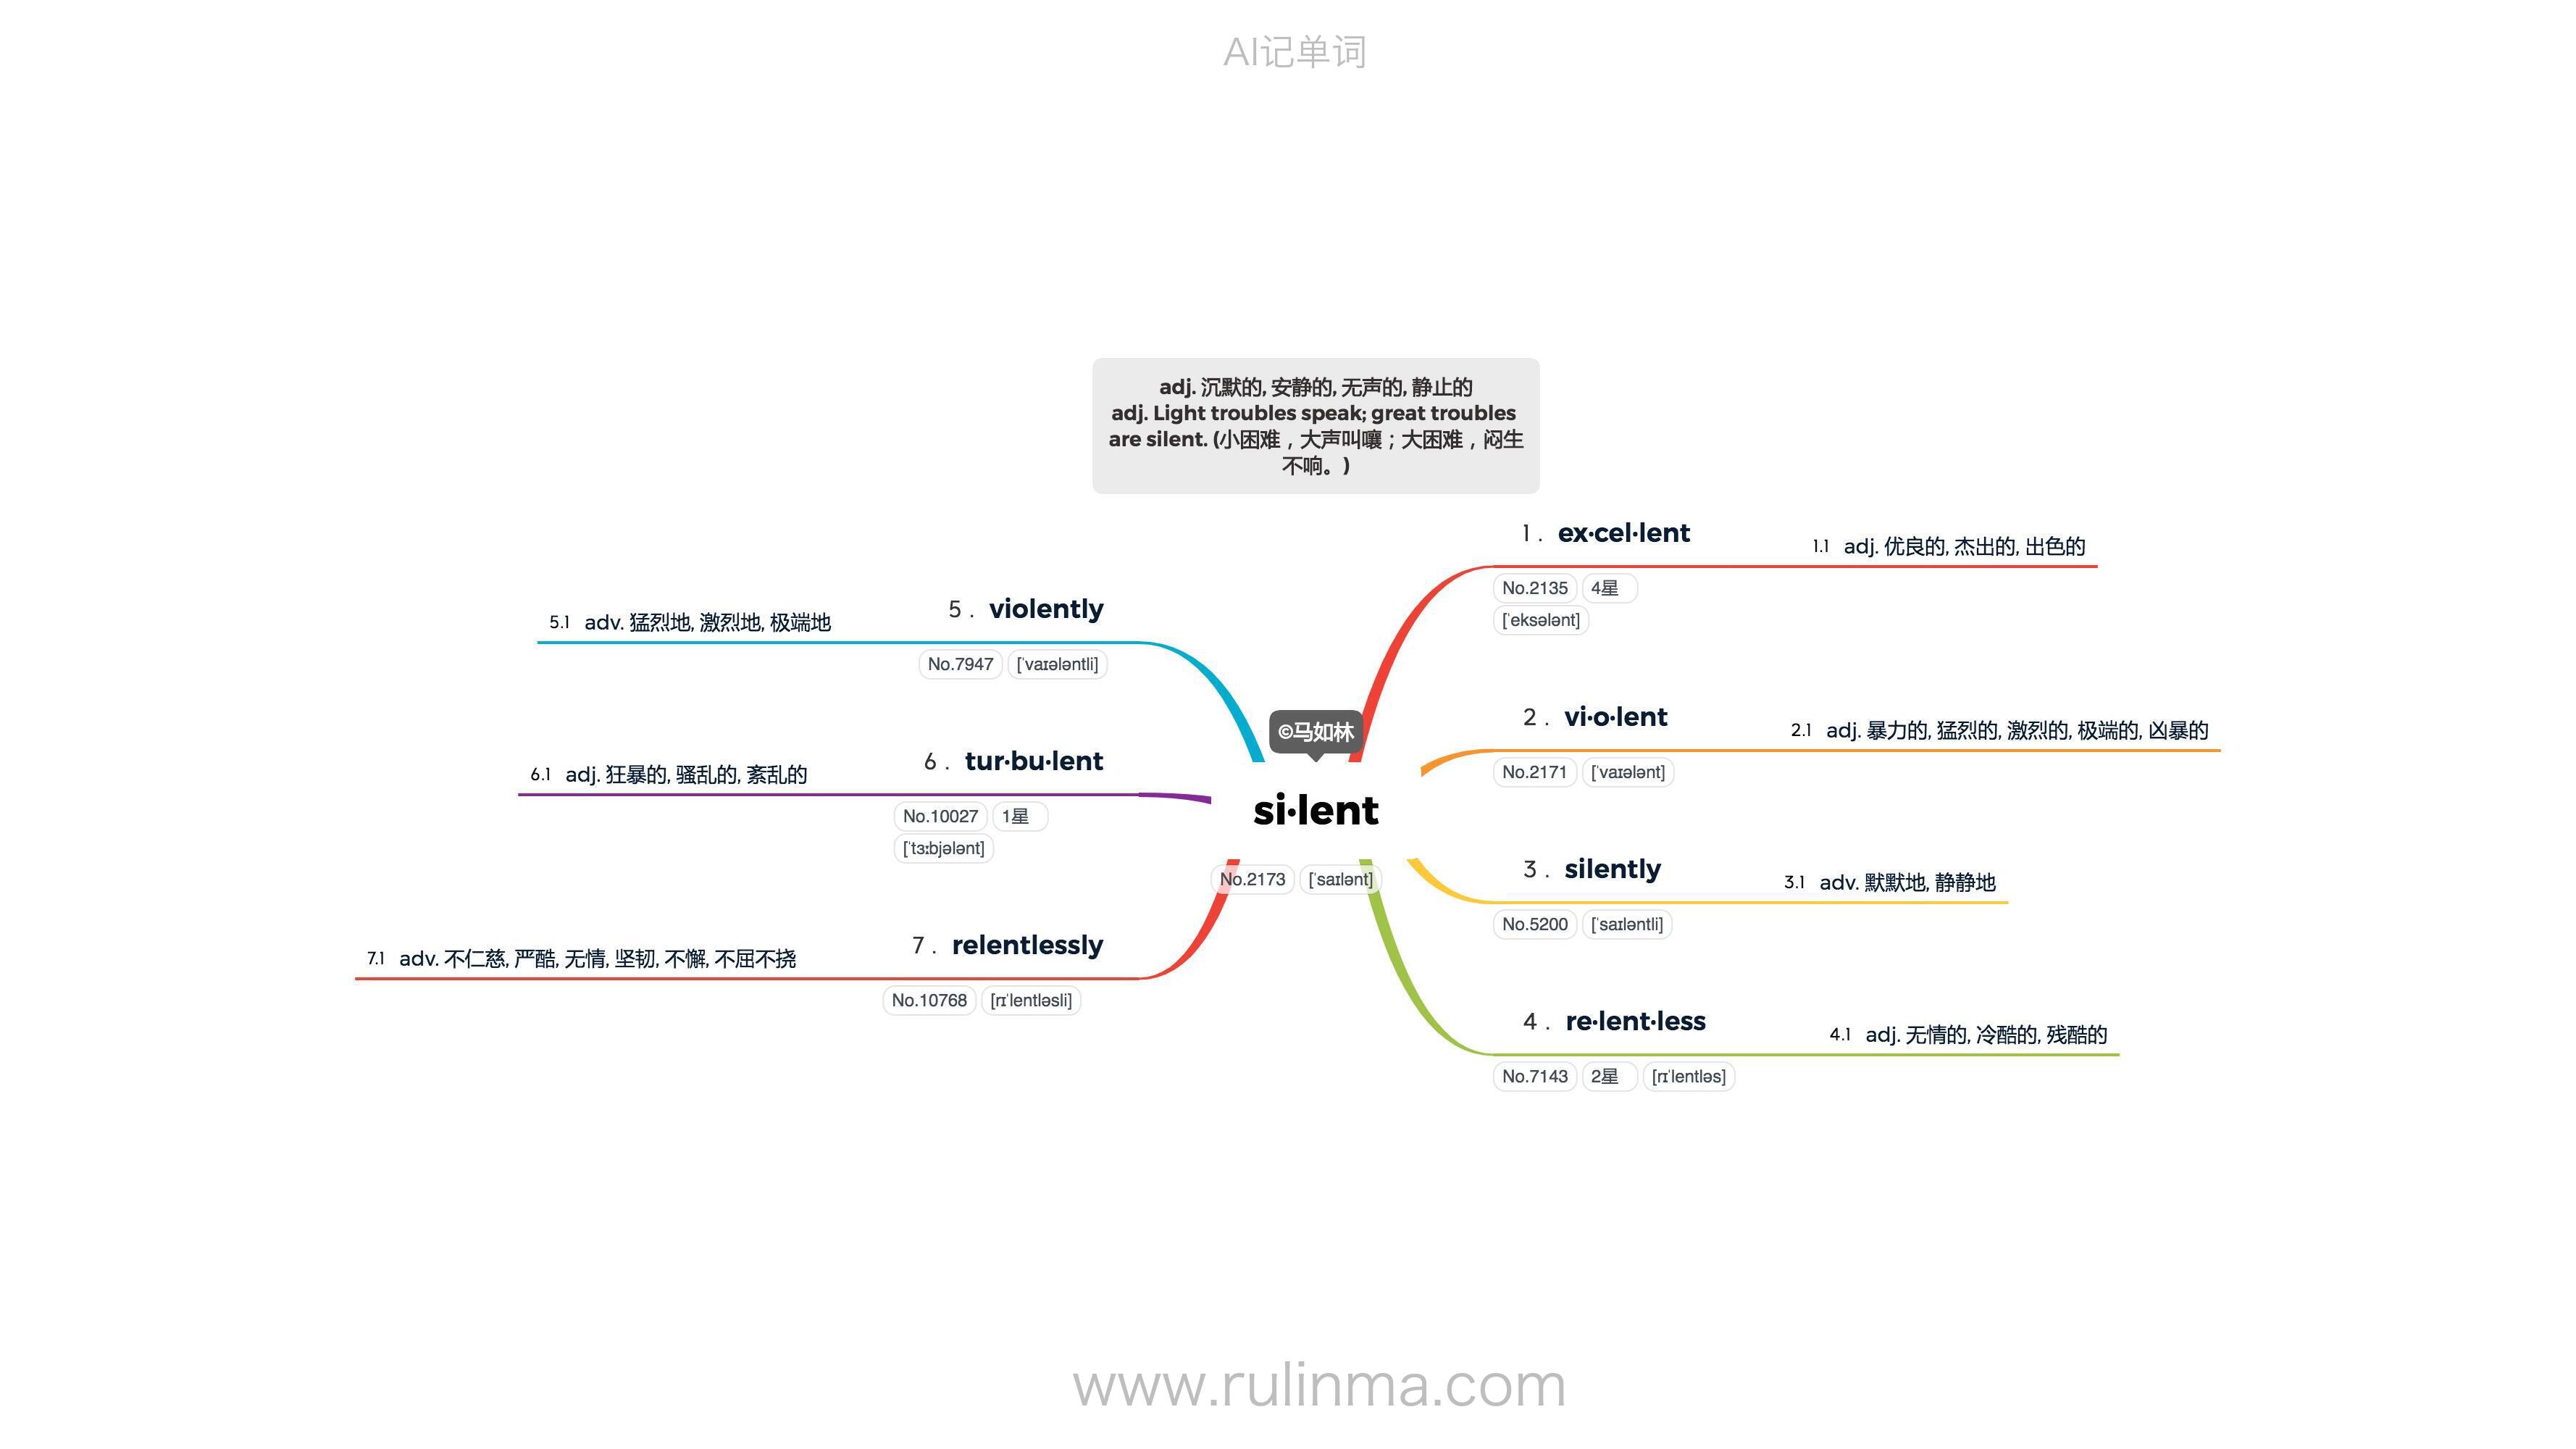 AI记单词
adj. 沉默的, 安静的, 无声的, 静止的
adj. Light troubles speak; great troubles
are silent. (小困难，大声叫嚷；大困难，闷生
不响。)
©马如林
si·lent
No.2173 [ˈsaɪlənt]
1 . ex·cel·lent
1.1 adj. 优良的, 杰出的, 出色的
No.2135 4星
[ˈeksələnt]
2 . vi·o·lent
2.1 adj. 暴力的, 猛烈的, 激烈的, 极端的, 凶暴的
No.2171 [ˈvaɪələnt]
3 . silently
3.1 adv. 默默地, 静静地
No.5200 [ˈsaɪləntli]
4 . re·lent·less
4.1 adj. 无情的, 冷酷的, 残酷的
No.7143 2星 [rɪˈlentləs]
5 . violently
5.1 adv. 猛烈地, 激烈地, 极端地
No.7947 [ˈvaɪələntli]
6 . tur·bu·lent
6.1 adj. 狂暴的, 骚乱的, 紊乱的
No.10027 1星
[ˈtɜːbjələnt]
7 . relentlessly
7.1 adv. 不仁慈, 严酷, 无情, 坚韧, 不懈, 不屈不挠
No.10768 [rɪˈlentləsli]
www.rulinma.com